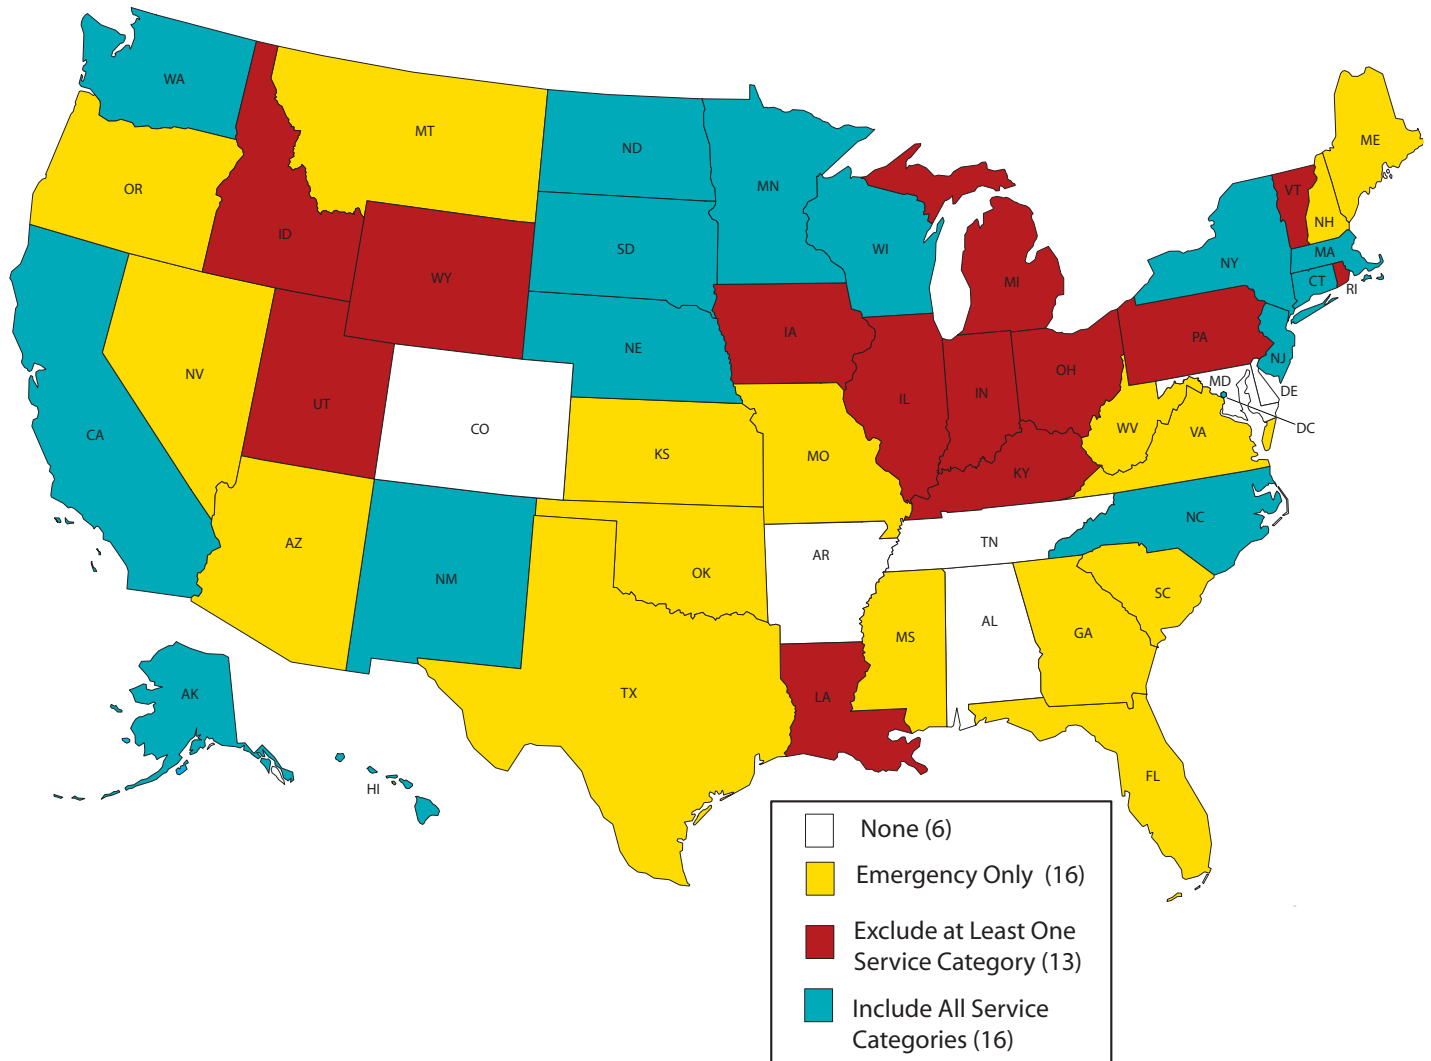 WA
MT
ND
MN
OR
ID
WY
SD
WI
MI
NY
VT
NH
ME
MA
CT
RI
NV
UT
CO
NE
IA
IL
IN
OH
PA
NJ
MD
DE
DC
CA
AZ
NM
KS
MO
KY
WV
VA
OK
AR
TN
NC
TX
LA
MS
AL
GA
SC
FL
AK
HI
None (6)
Emergency Only (16)
Exclude at Least One
Service Category (13)
Include All Service
Categories (16)